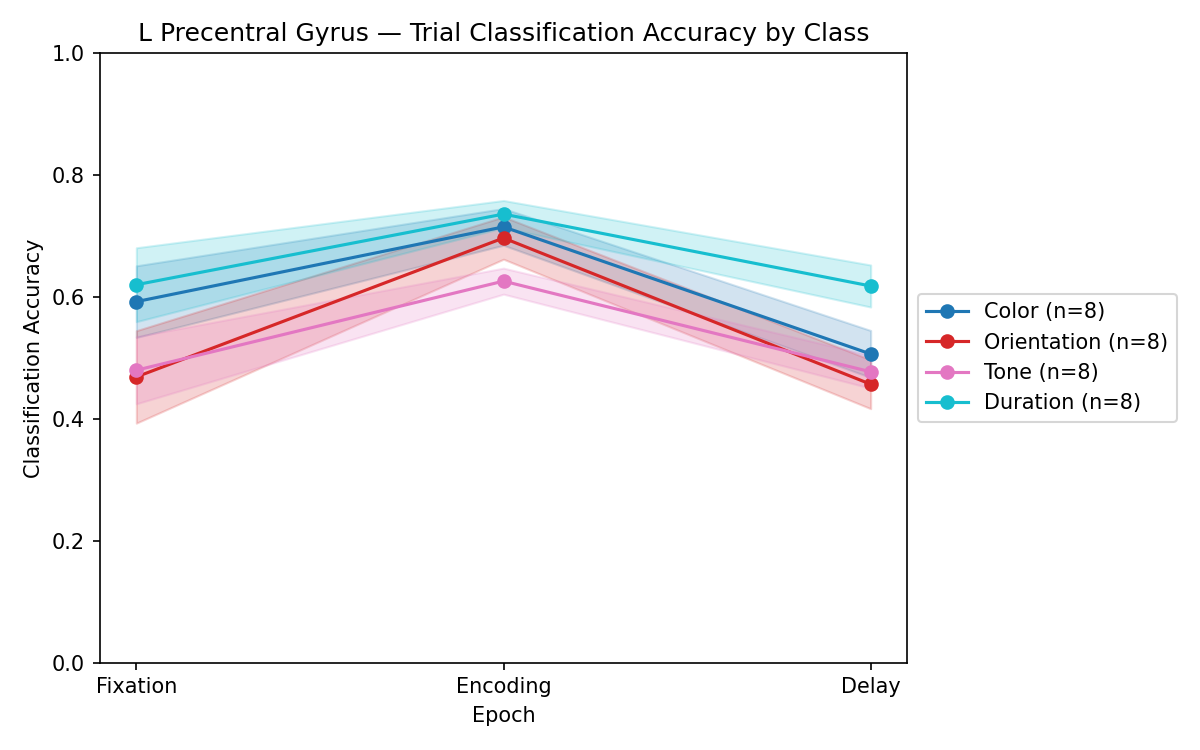 L Precentral Gyrus — Trial Classification Accuracy by Class
1.0
0.8
0.6
0.4
0.2
0.0
Classification Accuracy
Fixation
Encoding
Delay
Epoch
Color (n=8)
Orientation (n=8)
Tone (n=8)
Duration (n=8)